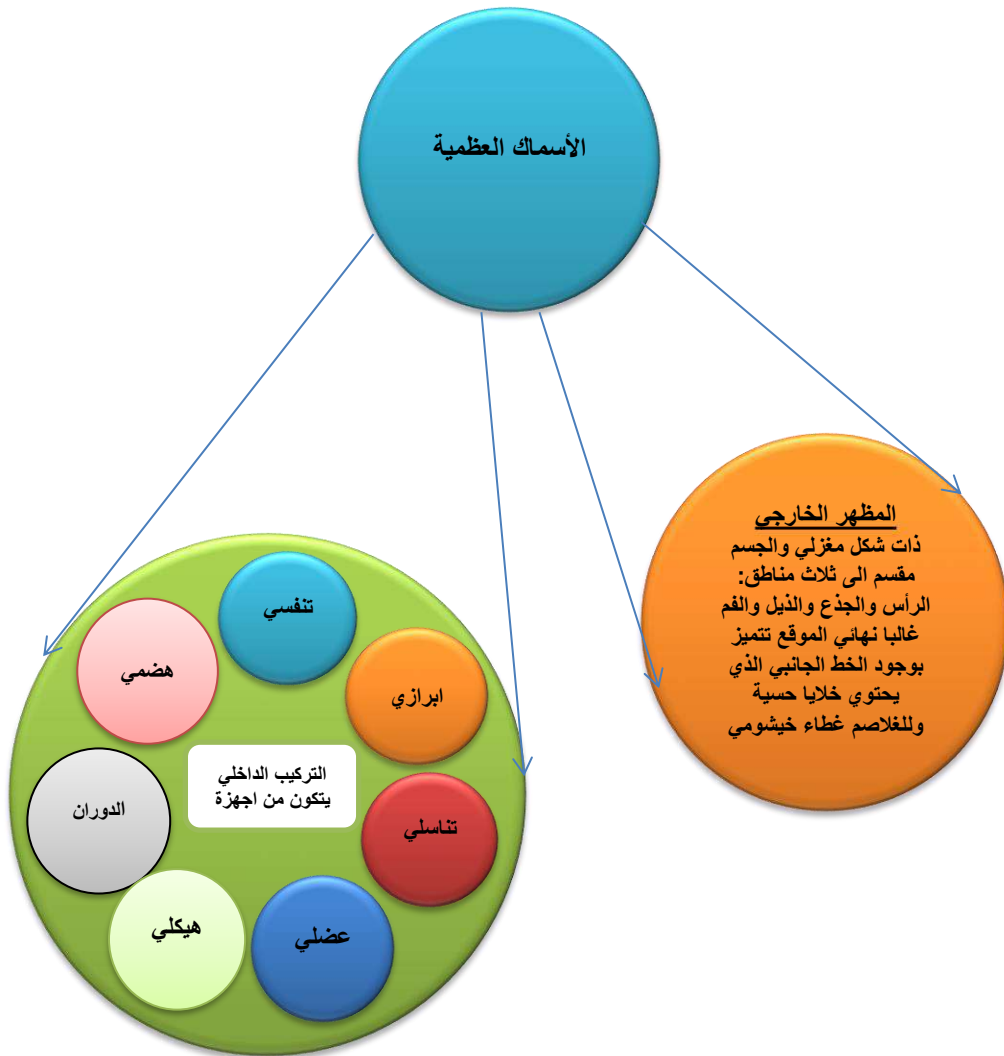 الأسماك العظمية
المظهر الخارجي
ذات شكل مغزلي والجسم
مقسم الى ثلاث مناطق:
الرأس والجذع والذيل والفم
غالبا نهائي الموقع تتميز
بوجود الخط الجانبي الذي
يحتوي خلايا حسية
وللغلاصم غطاء خيشومي
تنفسي
هضمي
ابرازي
التركيب الداخلي
يتكون من اجهزة
الدوران
تناسلي
هيكلي
عضلي